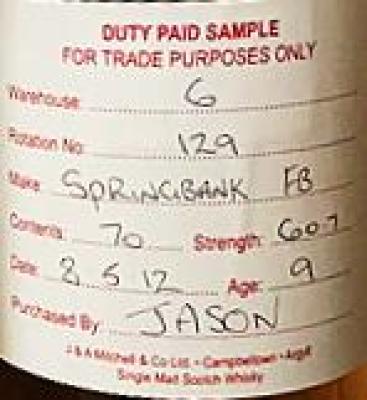 DUTY PAID SAMPLE
FOR TRADE PURPOSES ONLY
Warehouse 6
Rotation No 129
Make SPRINGBANK FB
Contents 70 Strength 60.7
Date: 8 5 12 Age: 9
Purchased By: JASON
J & A Mitchell & Co Ltd. • Campbeltown • Argyll
Single Malt Scotch Whisky